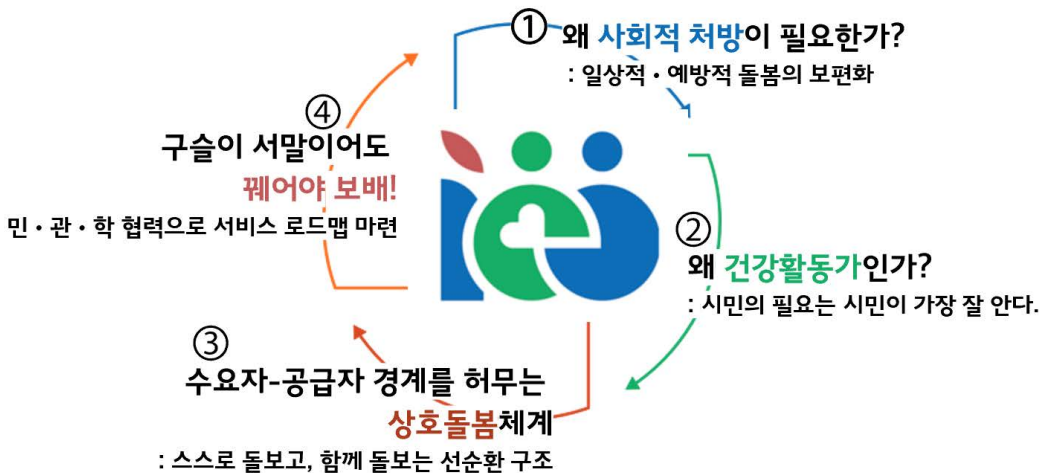 ① 왜 사회적 처방이 필요한가?
: 일상적・예방적 돌봄의 보편화
②
왜 건강활동가인가?
: 시민의 필요는 시민이 가장 잘 안다.
③
수요자-공급자 경계를 허무는
상호돌봄체계
: 스스로 돌보고, 함께 돌보는 선순환 구조
④
구슬이 서말이어도
꿰어야 보배!
민・관・학 협력으로 서비스 로드맵 마련